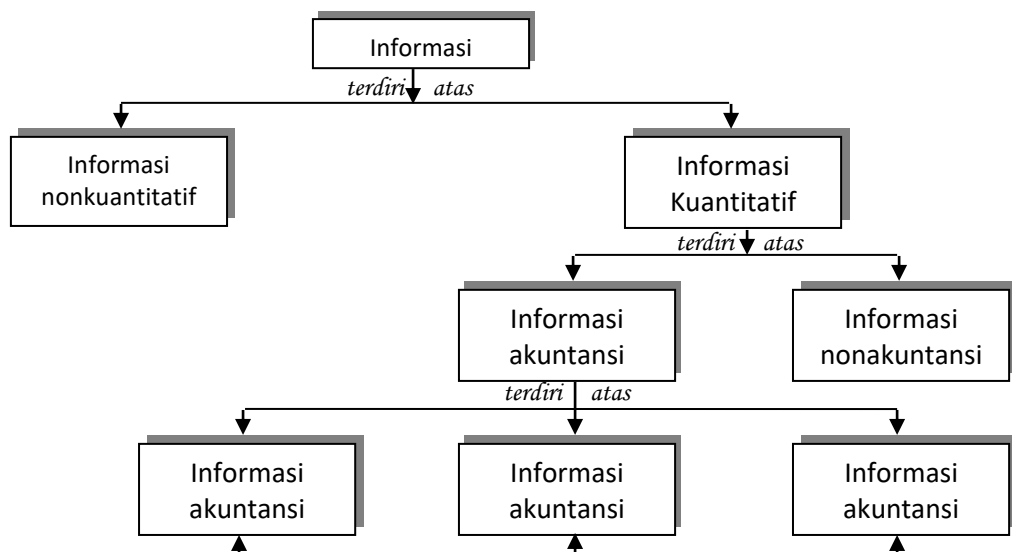 Informasi
terdiri atas
Informasi
nonkuantitatif
Informasi
Kuantitatif
terdiri atas
Informasi
akuntansi
Informasi
nonakuntansi
terdiri atas
Informasi
akuntansi
Informasi
akuntansi
Informasi
akuntansi